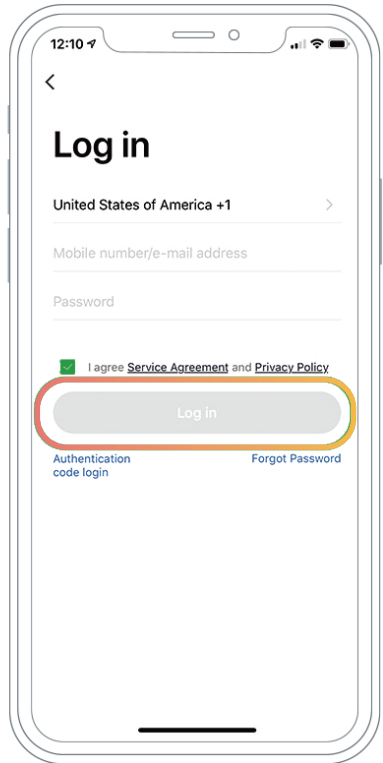 12:10
Log in
United States of America +1
Mobile number/e-mail address
Password
I agree Service Agreement and Privacy Policy
Log in
Authentication
code login
Forgot Password